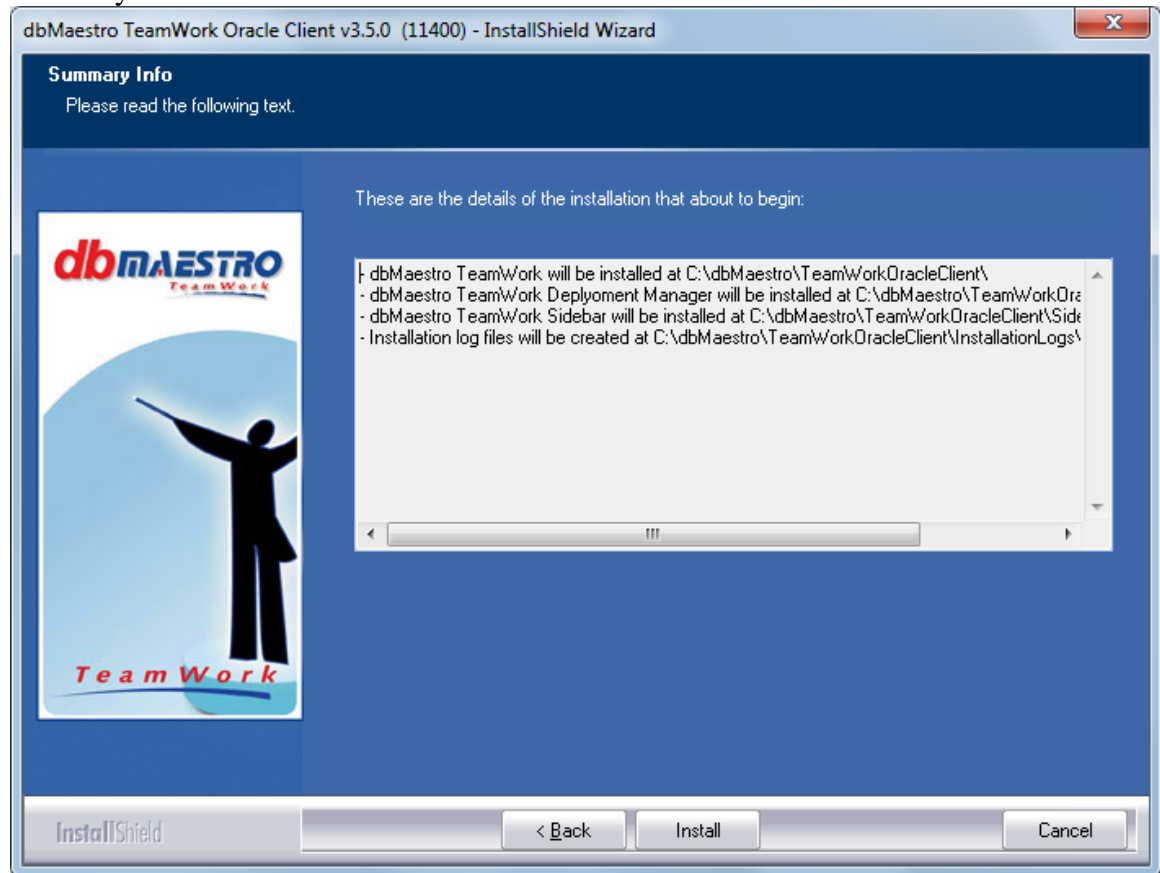 dbMaestro TeamWork Oracle Client v3.5.0 (11400) - InstallShield Wizard
Summary Info
Please read the following text.
These are the details of the installation that about to begin:
dbMAESTRO
TeamWork
- dbMaestro TeamWork will be installed at C:\dbMaestro\TeamWorkOracleClient\
- dbMaestro TeamWork Deplyoment Manager will be installed at C:\dbMaestro\TeamWorkOra
- dbMaestro TeamWork Sidebar will be installed at C:\dbMaestro\TeamWorkOracleClient\Side
- Installation log files will be created at C:\dbMaestro\TeamWorkOracleClient\InstallationLogs\
TeamWork
InstallShield
< Back
Install
Cancel